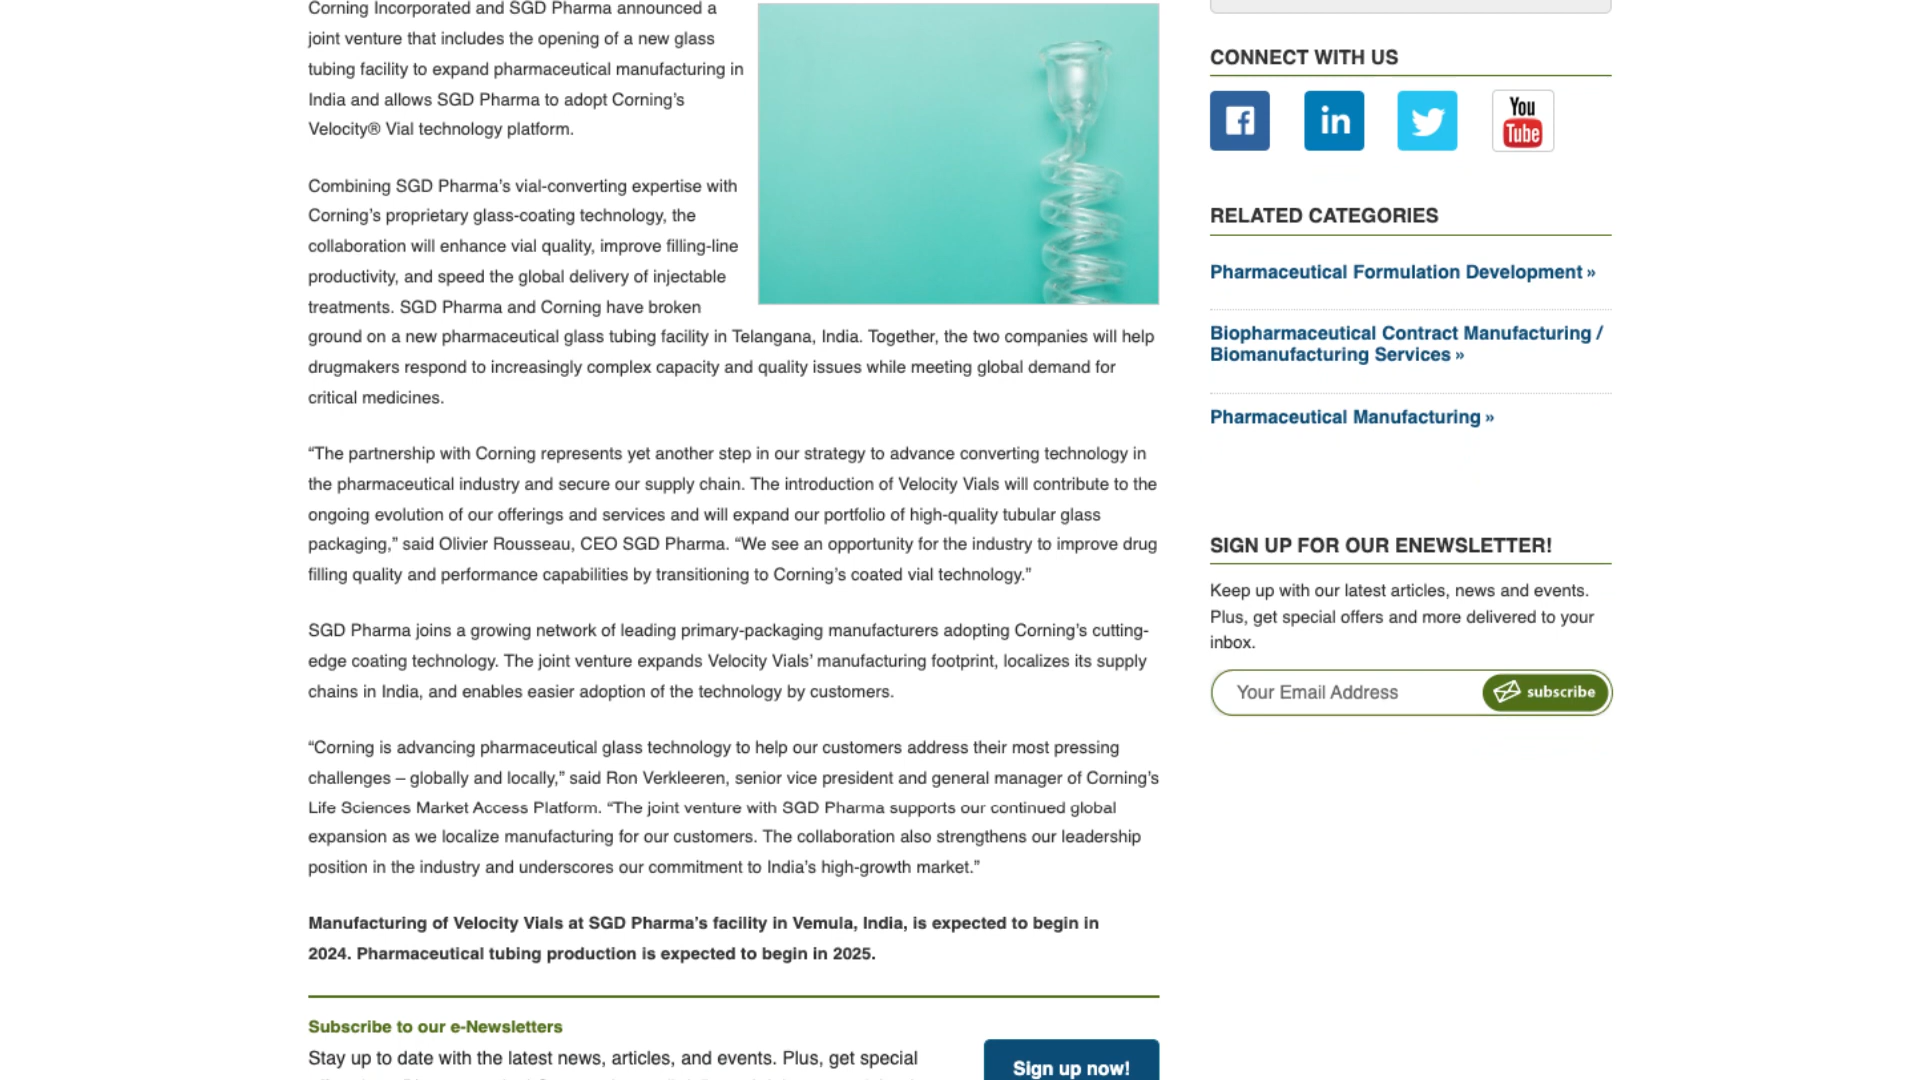 Corning Incorporated and SGD Pharma announced a
joint venture that includes the opening of a new glass
tubing facility to expand pharmaceutical manufacturing in
India and allows SGD Pharma to adopt Corning’s
Velocity® Vial technology platform.
Combining SGD Pharma’s vial-converting expertise with
Corning’s proprietary glass-coating technology, the
collaboration will enhance vial quality, improve filling-line
productivity, and speed the global delivery of injectable
treatments. SGD Pharma and Corning have broken
ground on a new pharmaceutical glass tubing facility in Telangana, India. Together, the two companies will help
drugmakers respond to increasingly complex capacity and quality issues while meeting global demand for
critical medicines.
“The partnership with Corning represents yet another step in our strategy to advance converting technology in
the pharmaceutical industry and secure our supply chain. The introduction of Velocity Vials will contribute to the
ongoing evolution of our offerings and services and will expand our portfolio of high-quality tubular glass
packaging,” said Olivier Rousseau, CEO SGD Pharma. “We see an opportunity for the industry to improve drug
filling quality and performance capabilities by transitioning to Corning’s coated vial technology.”
SGD Pharma joins a growing network of leading primary-packaging manufacturers adopting Corning’s cutting-
edge coating technology. The joint venture expands Velocity Vials’ manufacturing footprint, localizes its supply
chains in India, and enables easier adoption of the technology by customers.
“Corning is advancing pharmaceutical glass technology to help our customers address their most pressing
challenges – globally and locally,” said Ron Verkleeren, senior vice president and general manager of Corning’s
Life Sciences Market Access Platform. “The joint venture with SGD Pharma supports our continued global
expansion as we localize manufacturing for our customers. The collaboration also strengthens our leadership
position in the industry and underscores our commitment to India’s high-growth market.”
Manufacturing of Velocity Vials at SGD Pharma’s facility in Vemula, India, is expected to begin in
2024. Pharmaceutical tubing production is expected to begin in 2025.
Subscribe to our e-Newsletters
Stay up to date with the latest news, articles, and events. Plus, get special
Sign up now!
CONNECT WITH US
in
You
Tube
RELATED CATEGORIES
Pharmaceutical Formulation Development »
Biopharmaceutical Contract Manufacturing /
Biomanufacturing Services »
Pharmaceutical Manufacturing »
SIGN UP FOR OUR ENEWSLETTER!
Keep up with our latest articles, news and events.
Plus, get special offers and more delivered to your
inbox.
Your Email Address
subscribe